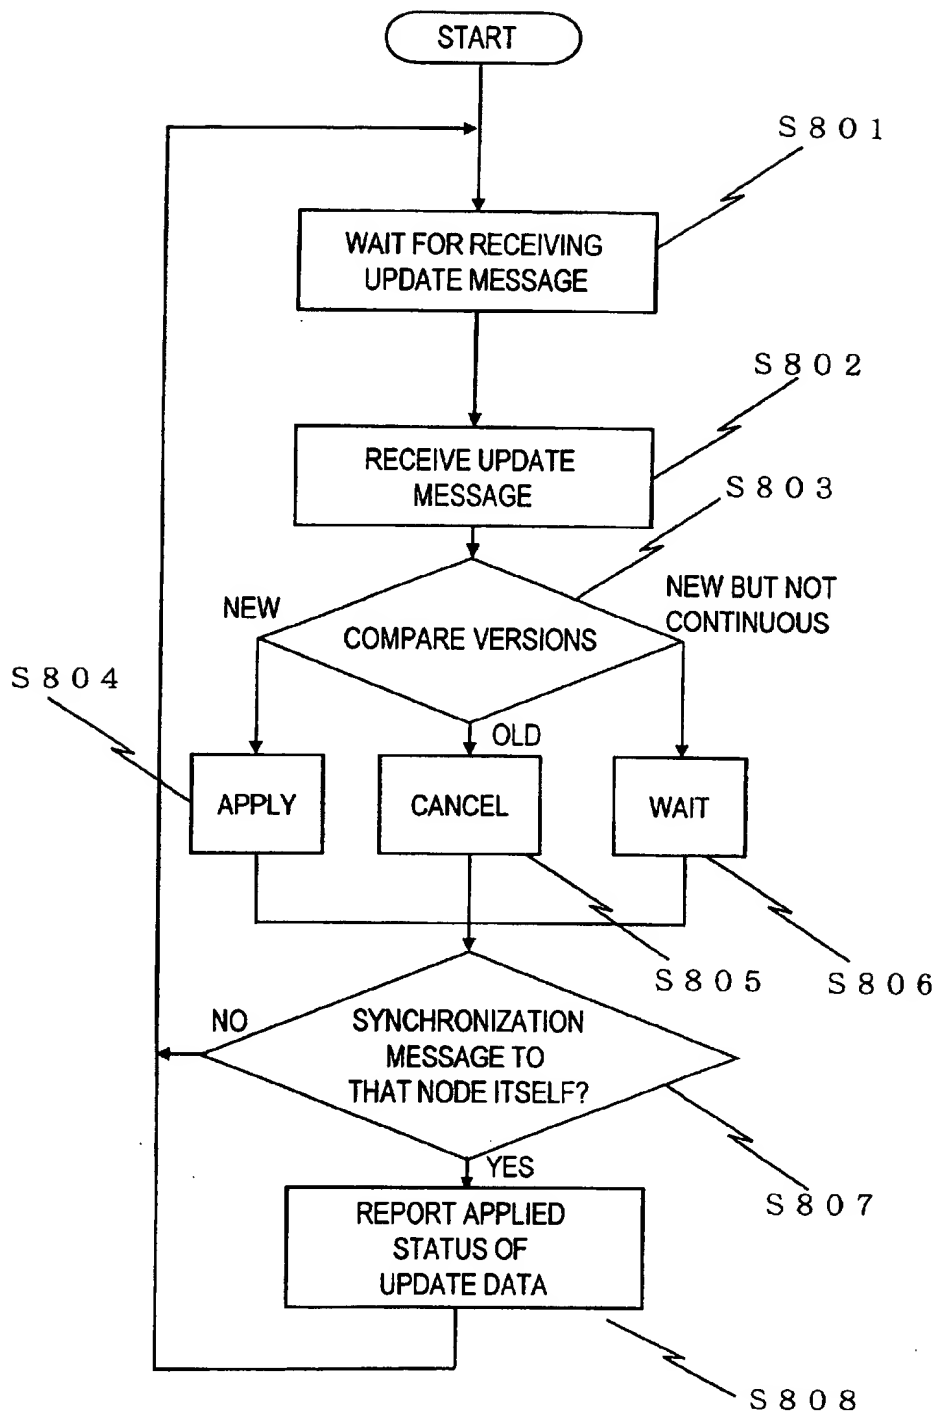 START
S801
WAIT FOR RECEIVING
UPDATE MESSAGE
S802
RECEIVE UPDATE
MESSAGE
S803
NEW
NEW BUT NOT
CONTINUOUS
COMPARE VERSIONS
S804
OLD
APPLY
CANCEL
WAIT
S805
S806
NO
SYNCHRONIZATION
MESSAGE TO
THAT NODE ITSELF?
YES
S807
REPORT APPLIED
STATUS OF
UPDATE DATA
S808